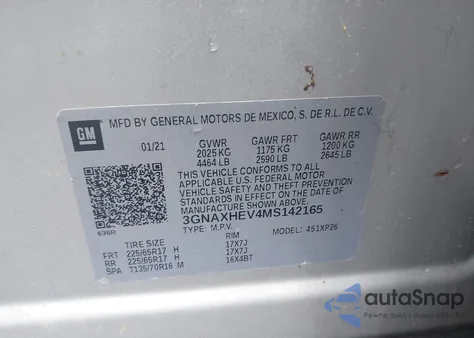 GM
MFD BY GENERAL MOTORS DE MEXICO, S. DE R.L. DE C.V.
01/21 GVWR GAWR FRT GAWR RR
2025 KG 1175 KG 1200 KG
4464 LB 2590 LB 2645 LB
THIS VEHICLE CONFORMS TO ALL
APPLICABLE U.S. FEDERAL MOTOR
VEHICLE SAFETY AND THEFT PREVENTION
STANDARDS IN EFFECT ON THE DATE OF
MANUFACTURE SHOWN ABOVE.
3GNAXHEV4MS142165
636R TYPE: M.P.V. MODEL: 451XP26
TIRE SIZE RIM
FRT 225/65R17 H 17X7J
RR 225/65R17 H 17X7J
SPA T135/70R16 M 16X4BT
autoSnap